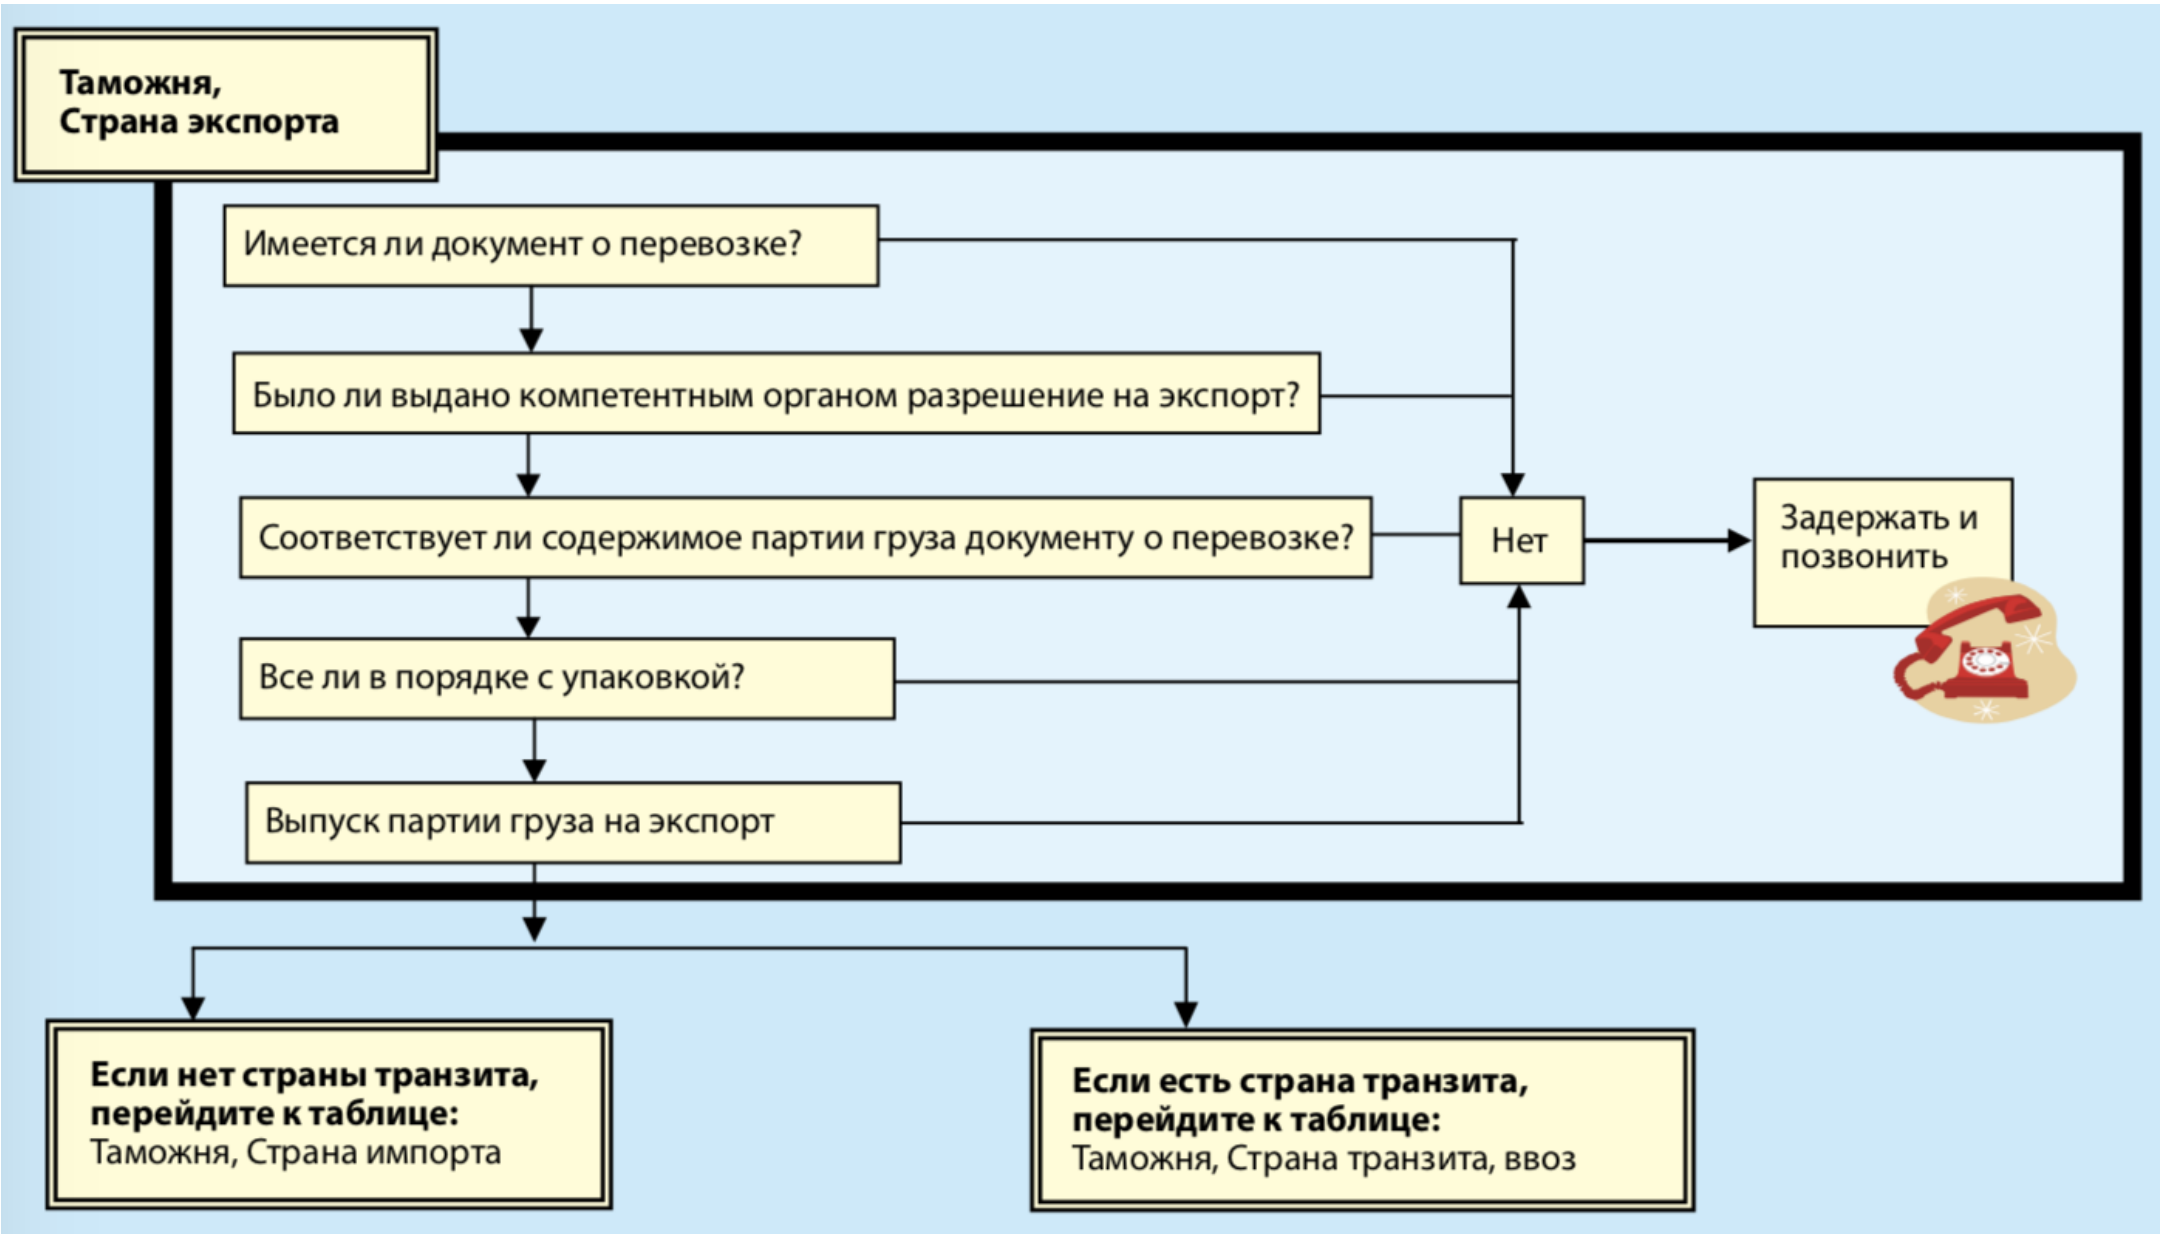 Таможня,
Страна экспорта
Имеется ли документ о перевозке?
Было ли выдано компетентным органом разрешение на экспорт?
Соответствует ли содержимое партии груза документу о перевозке?
Нет
Задержать и
позвонить
Все ли в порядке с упаковкой?
Выпуск партии груза на экспорт
Если нет страны транзита,
перейдите к таблице:
Таможня, Страна импорта
Если есть страна транзита,
перейдите к таблице:
Таможня, Страна транзита, ввоз